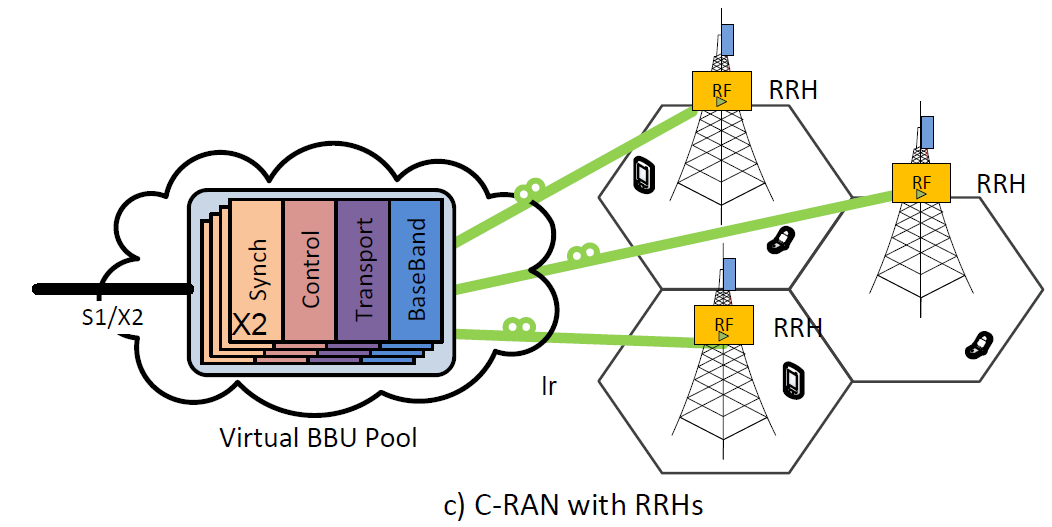 RF
RRH
RF
RRH
Synch
Control
Transport
BaseBand
X2
S1/X2
RF
RRH
Ir
Virtual BBU Pool
c) C-RAN with RRHs